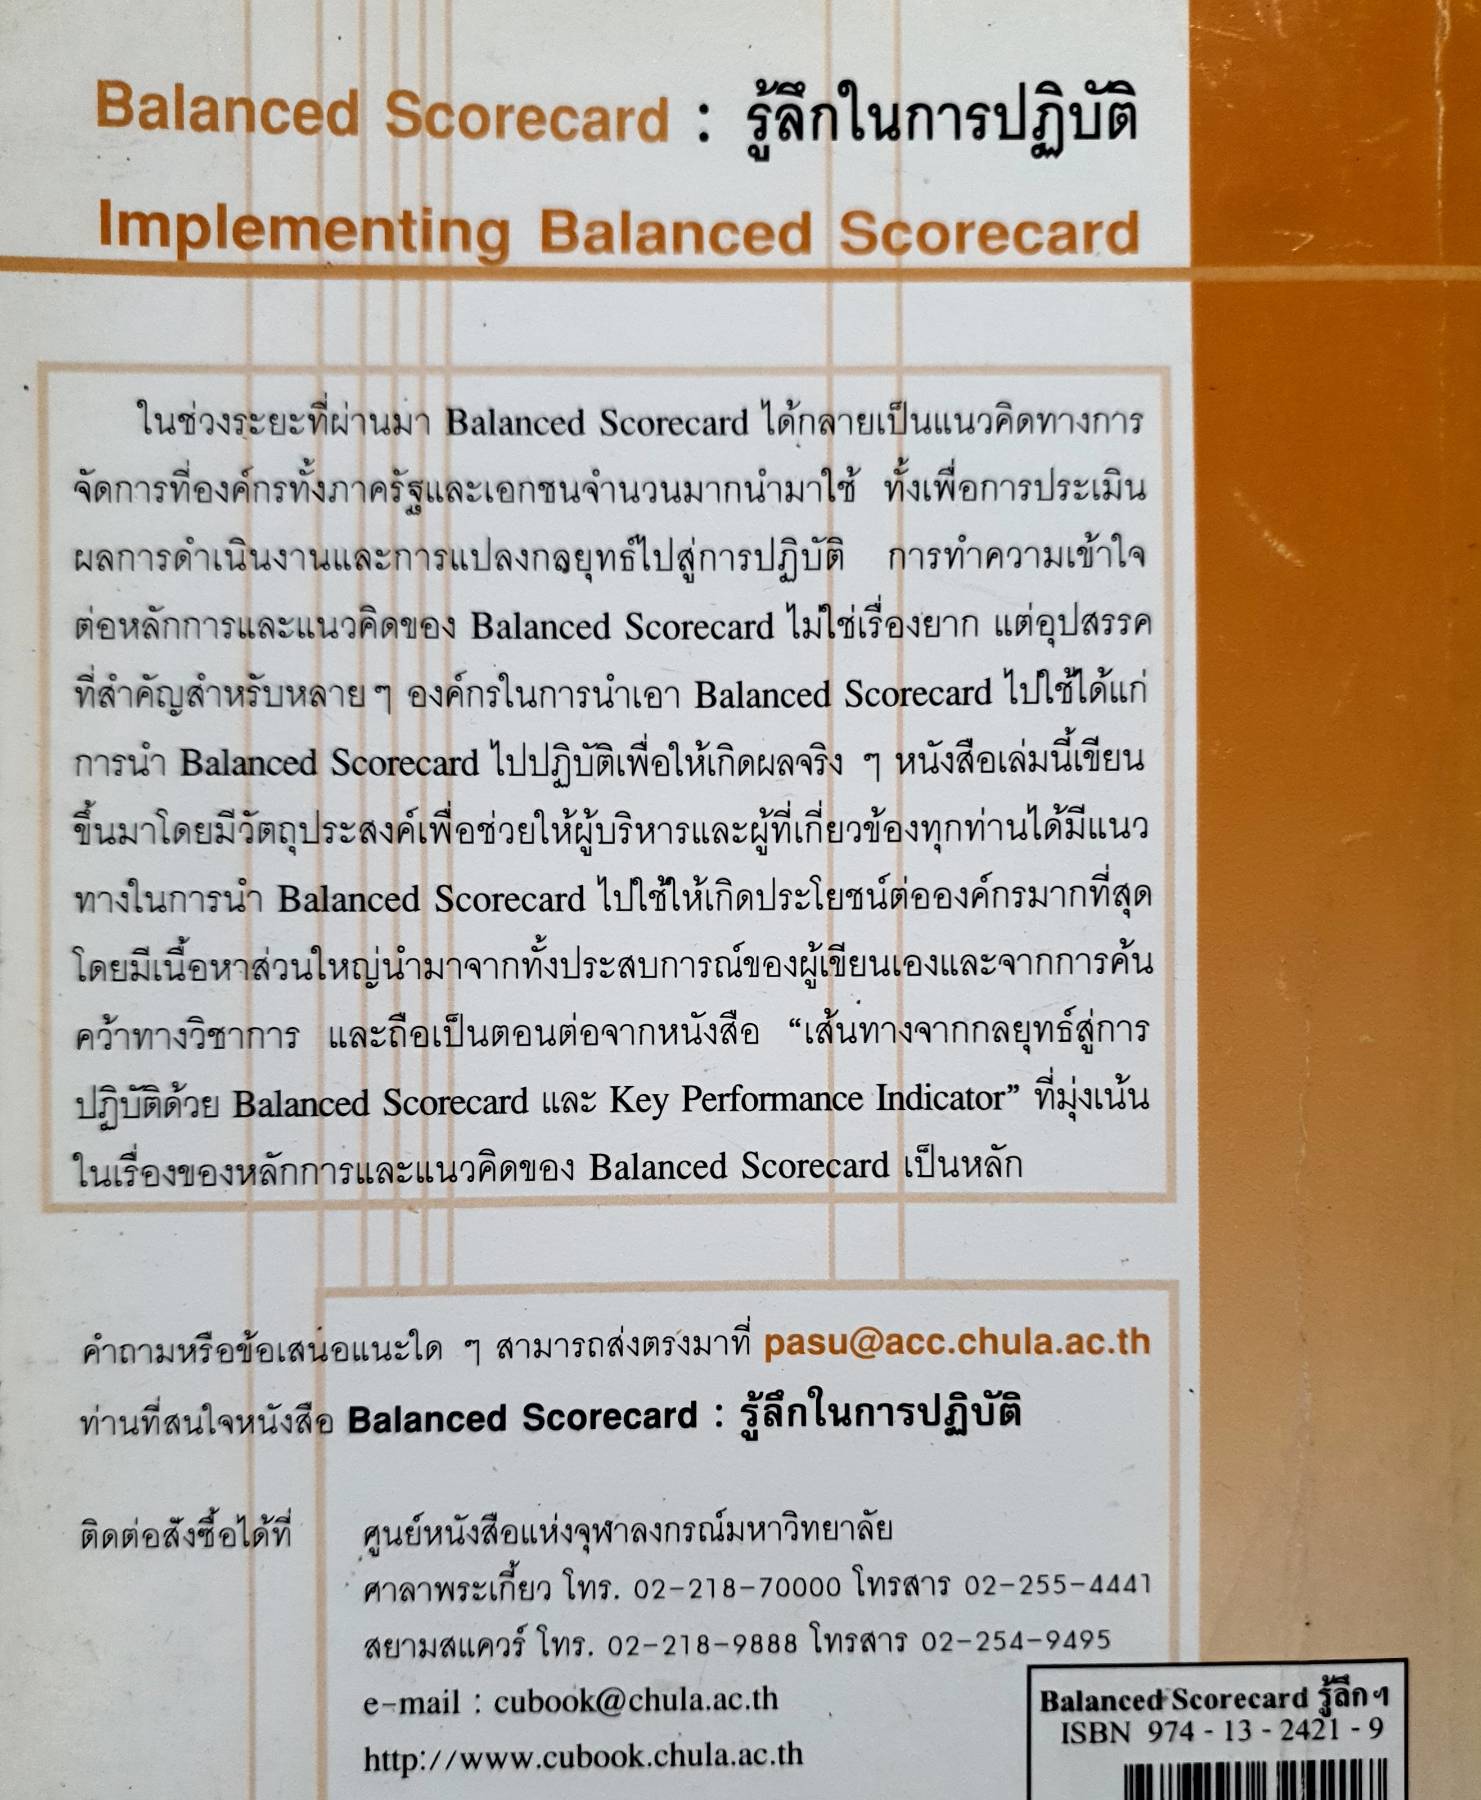 Balanced Scorecard : รู้ลึกในการปฏิบัติ
Implementing Balanced Scorecard
ในช่วงระยะที่ผ่านมา Balanced Scorecard ได้กลายเป็นแนวคิดทางการ
จัดการที่องค์กรทั้งภาครัฐและเอกชนจำนวนมากนำมาใช้ ทั้งเพื่อการประเมิน
ผลการดำเนินงานและการแปลงกลยุทธ์ไปสู่การปฏิบัติ การทำความเข้าใจ
ต่อหลักการและแนวคิดของ Balanced Scorecard ไม่ใช่เรื่องยาก แต่อุปสรรค
ที่สำคัญสำหรับหลายๆ องค์กรในการนำเอา Balanced Scorecard ไปใช้ได้แก่
การนำ Balanced Scorecard ไปปฏิบัติเพื่อให้เกิดผลจริง ๆ หนังสือเล่มนี้เขียน
ขึ้นมาโดยมีวัตถุประสงค์เพื่อช่วยให้ผู้บริหารและผู้ที่เกี่ยวข้องทุกท่านได้มีแนว
ทางในการนำ Balanced Scorecard ไปใช้ให้เกิดประโยชน์ต่อองค์กรมากที่สุด
โดยมีเนื้อหาส่วนใหญ่นำมาจากทั้งประสบการณ์ของผู้เขียนเองและจากการค้น
คว้าทางวิชาการ และถือเป็นตอนต่อจากหนังสือ “เส้นทางจากกลยุทธ์สู่การ
ปฏิบัติด้วย Balanced Scorecard และ Key Performance Indicator” ที่มุ่งเน้น
ในเรื่องของหลักการและแนวคิดของ Balanced Scorecard เป็นหลัก
คำถามหรือข้อเสนอแนะใด ๆ สามารถส่งตรงมาที่ pasu@acc.chula.ac.th
ท่านที่สนใจหนังสือ Balanced Scorecard : รู้ลึกในการปฏิบัติ
ติดต่อสั่งซื้อได้ที่ ศูนย์หนังสือแห่งจุฬาลงกรณ์มหาวิทยาลัย
ศาลาพระเกี้ยว โทร. 02-218-70000 โทรสาร 02-255-4441
สยามสแควร์ โทร. 02-218-9888 โทรสาร 02-254-9495
e-mail : cubook@chula.ac.th
http://www.cubook.chula.ac.th
Balanced Scorecard รู้ลึกฯ
ISBN 974 - 13 - 2421 - 9